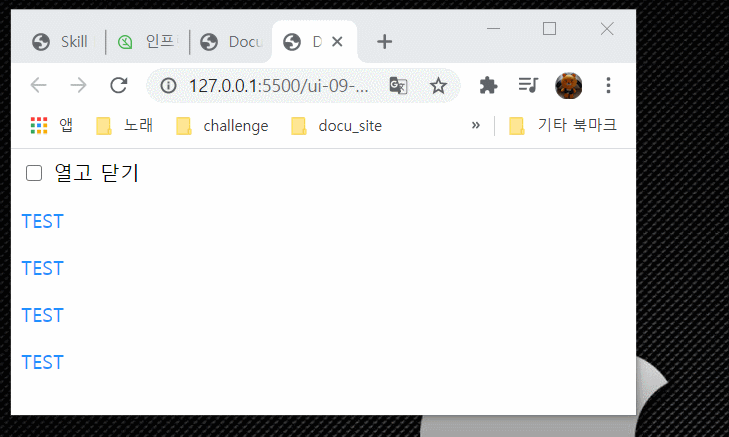 Skill
인프
Docu
D
127.0.0.1:5500/ui-09-...
앱
노래
challenge
docu_site
»
기타 북마크
열고 닫기
TEST
TEST
TEST
TEST